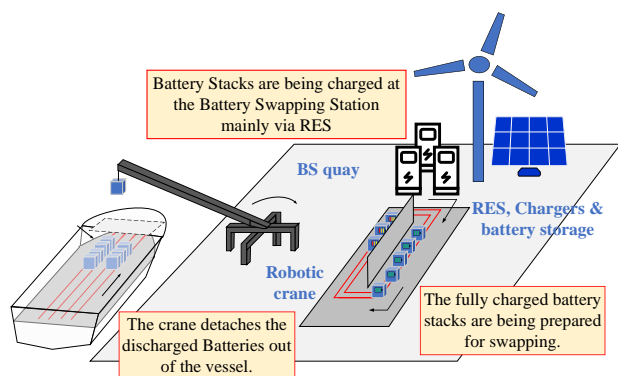 Battery Stacks are being charged at
the Battery Swapping Station
mainly via RES
BS quay
RES, Chargers &
battery storage
Robotic
crane
The fully charged battery
stacks are being prepared
for swapping.
The crane detaches the
discharged Batteries out
of the vessel.